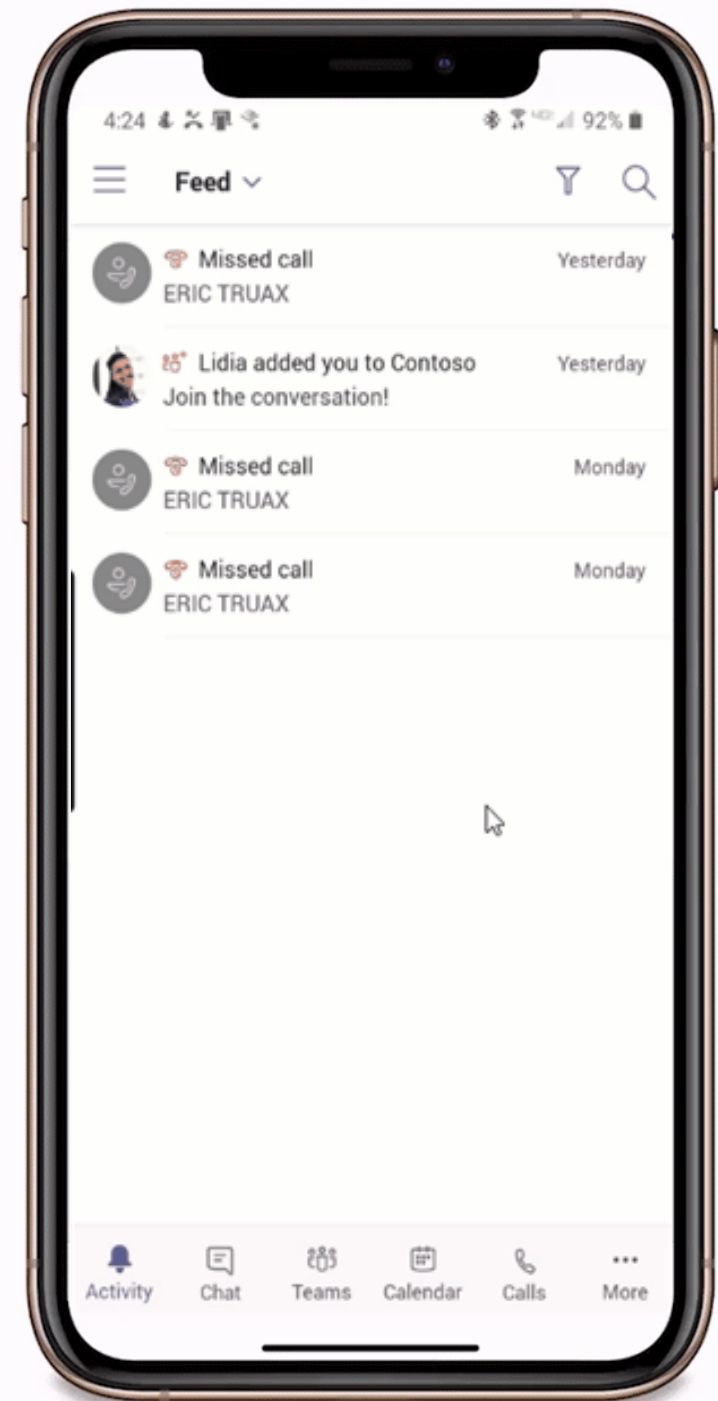 4:24 92%
Feed
Missed call Yesterday
ERIC TRUAX
Lidia added you to Contoso Yesterday
Join the conversation!
Missed call Monday
ERIC TRUAX
Missed call Monday
ERIC TRUAX
Activity Chat Teams Calendar Calls More